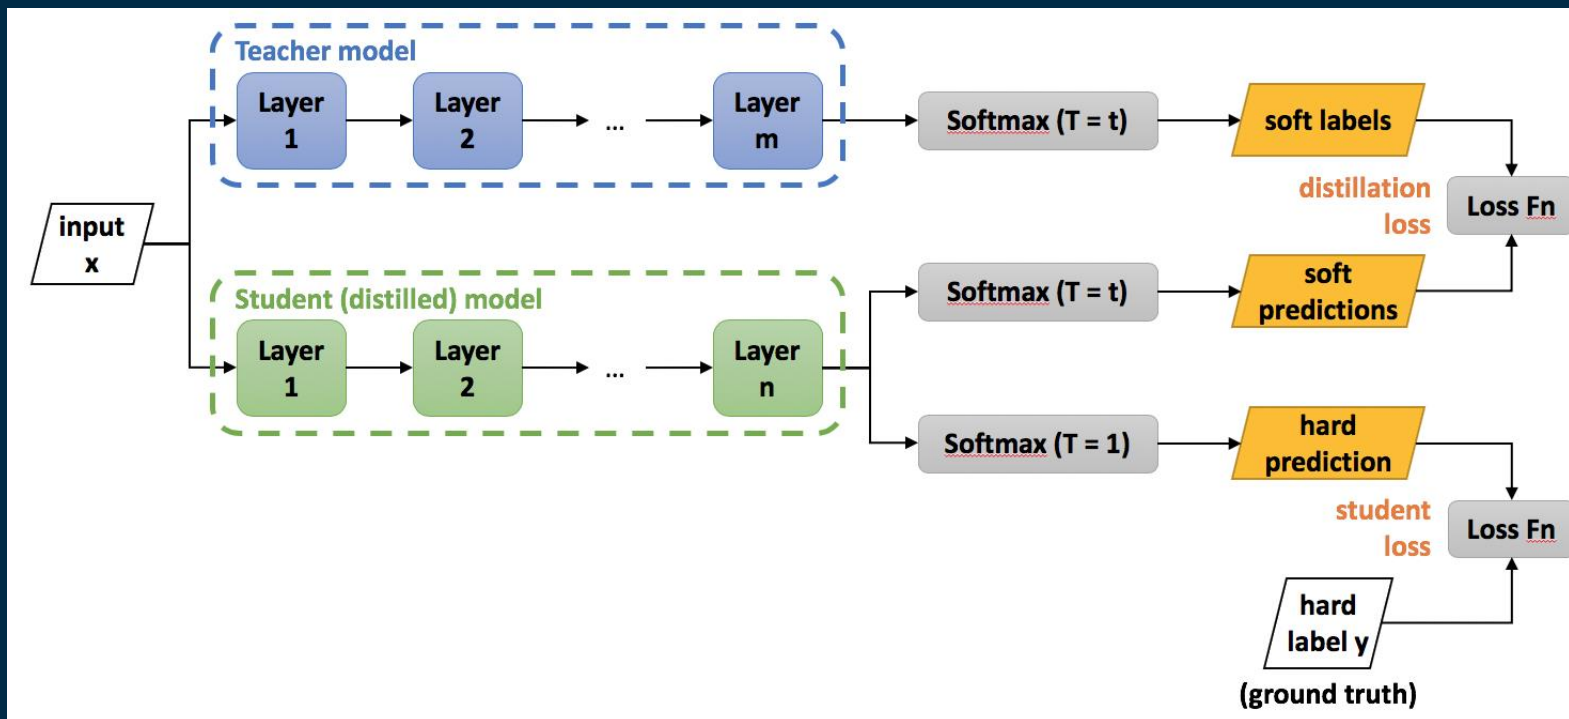 Teacher model
Layer
1
Layer
2
...
Layer
m
Softmax (T = t)
soft labels
distillation
loss
Loss Fn
input
x
Student (distilled) model
Layer
1
Layer
2
...
Layer
n
Softmax (T = t)
soft
predictions
Softmax (T = 1)
hard
prediction
student
loss
Loss Fn
hard
label y
(ground truth)